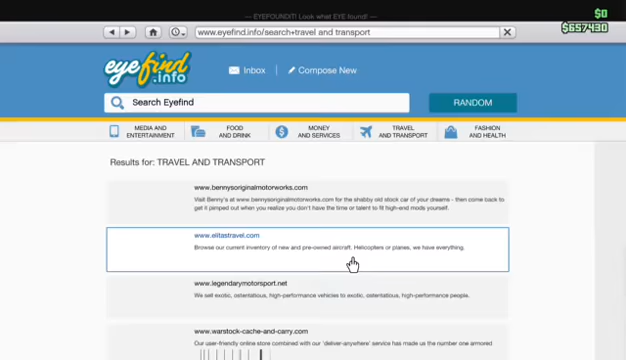 EYEFOUNDIT! Look what EYE found!
$0
$657430
www.eyefind.info/search+travel and transport
eyefind
.info
Inbox
Compose New
Search Eyefind
RANDOM
MEDIA AND
ENTERTAINMENT
FOOD
AND DRINK
MONEY
AND SERVICES
TRAVEL
AND TRANSPORT
FASHION
AND HEALTH
Results for: TRAVEL AND TRANSPORT
www.bennysoriginalmotorworks.com
Visit Benny's at www.bennysoriginalmotorworks.com for the shabby old stock car of your dreams - then come back to
get it jamped out when you realize you don't have the time or talent to fit high-end mods yourself.
www.elitastravel.com
Browse our current inventory of new and pre-owned aircraft. Helicopters or planes, we have everything.
www.legendarymotorsport.net
We sell exotic, ostentatious, high-performance vehicles to exotic, ostentatious, high-performance people.
www.warstock-cache-and-carry.com
Our user-friendly online store combined with our 'deliver-anywhere' service has made us the number one armored